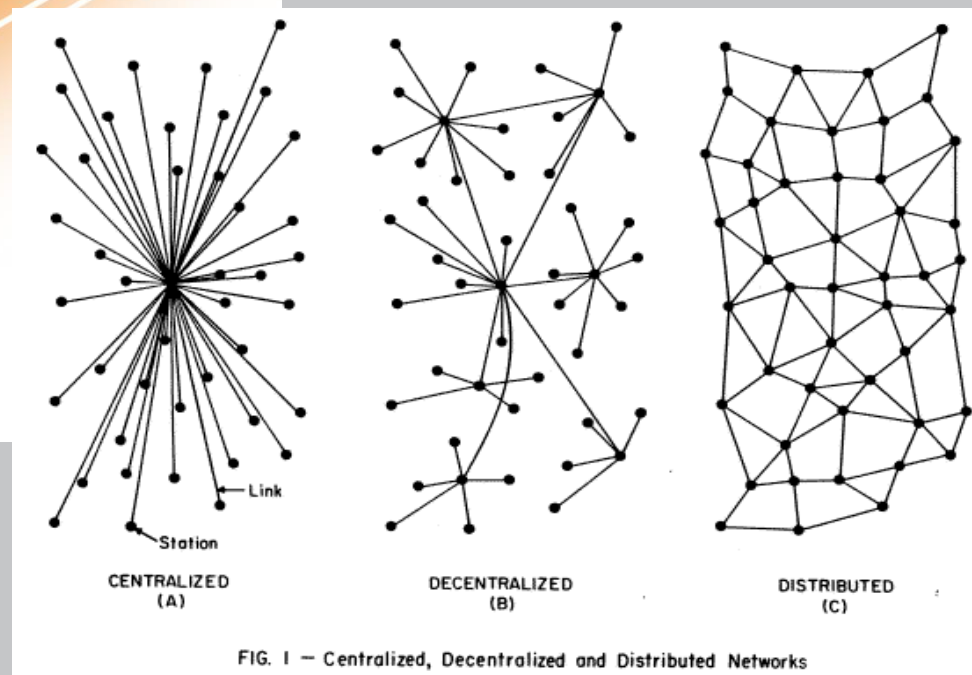 Link
Station
CENTRALIZED
(A)
DECENTRALIZED
(B)
DISTRIBUTED
(C)
FIG. I – Centralized, Decentralized and Distributed Networks